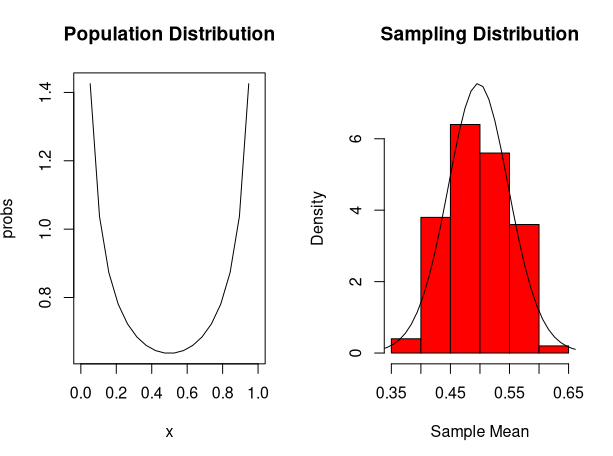 Population Distribution
probs
1.4
1.2
1.0
0.8
0.0 0.2 0.4 0.6 0.8 1.0
x
Sampling Distribution
Density
6
4
2
0
0.35 0.45 0.55 0.65
Sample Mean